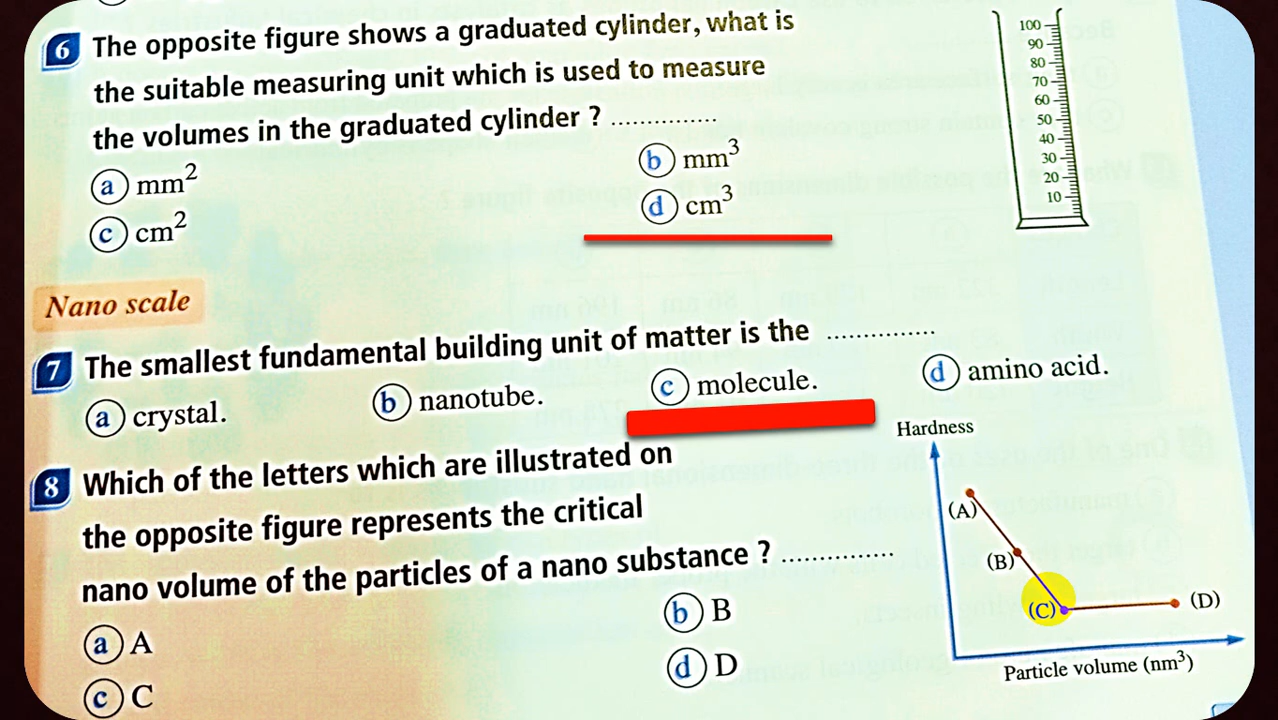 6 The opposite figure shows a graduated cylinder, what is
the suitable measuring unit which is used to measure
the volumes in the graduated cylinder ? .............
a mm²
b mm³
c cm²
d cm³
100
90
80
70
60
50
40
30
20
10
Nano scale
7 The smallest fundamental building unit of matter is the .............
a crystal.
b nanotube.
c molecule.
d amino acid.
8 Which of the letters which are illustrated on
the opposite figure represents the critical
nano volume of the particles of a nano substance ? .............
a A
b B
c C
d D
Hardness
(A)
(B)
(C)
(D)
Particle volume (nm³)